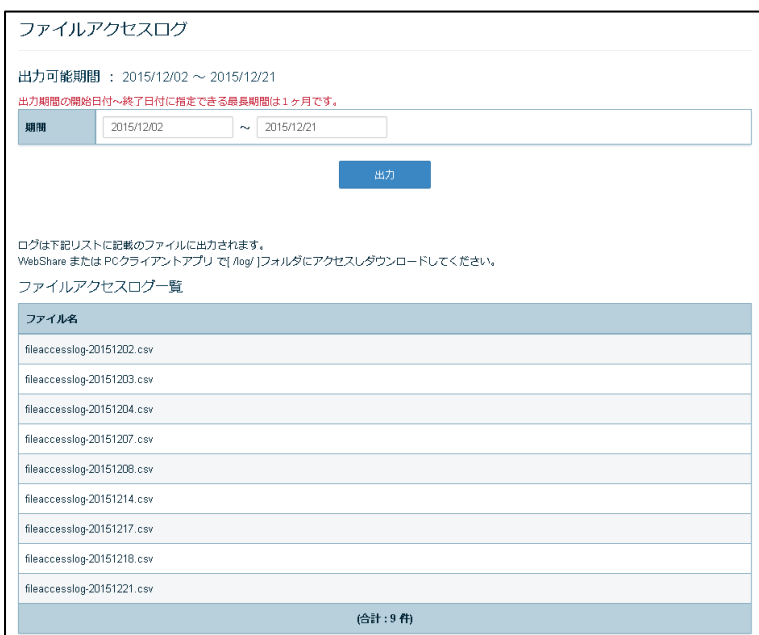 ファイルアクセスログ
出力可能期間 : 2015/12/02 ～ 2015/12/21
出力期間の開始日付～終了日付に指定できる最長期間は1ヶ月です。
期間 2015/12/02 ～ 2015/12/21
出力
ログは下記リストに記載のファイルに出力されます。
WebShare または PCクライアントアプリ で[ /log/ ]フォルダにアクセスしダウンロードしてください。
ファイルアクセスログ一覧
ファイル名
fileaccesslog-20151202.csv
fileaccesslog-20151203.csv
fileaccesslog-20151204.csv
fileaccesslog-20151207.csv
fileaccesslog-20151208.csv
fileaccesslog-20151214.csv
fileaccesslog-20151217.csv
fileaccesslog-20151218.csv
fileaccesslog-20151221.csv
(合計 : 9 件)